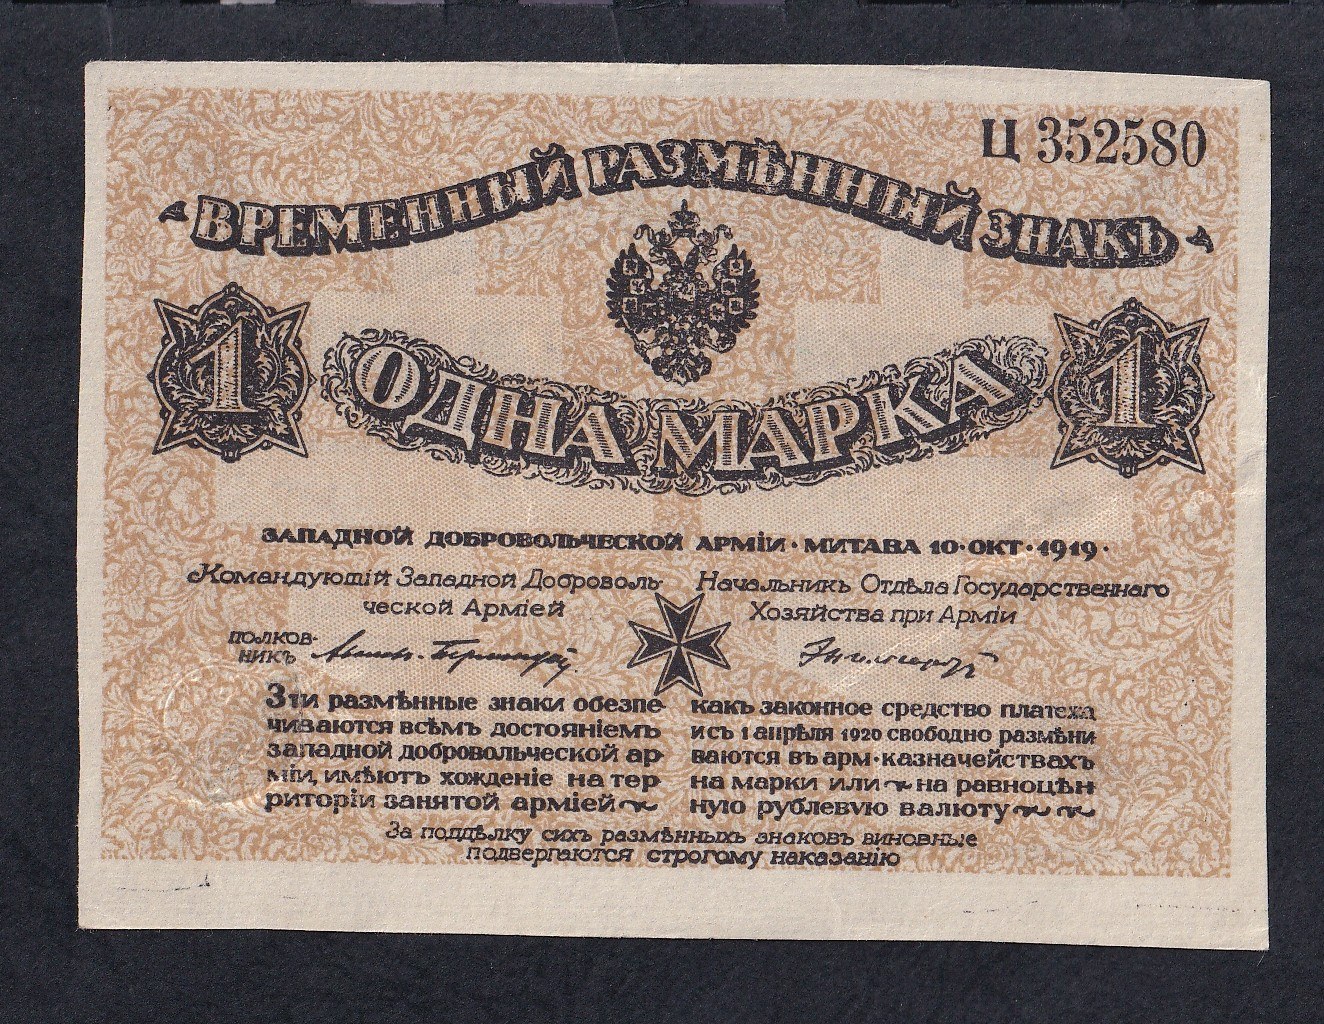 Ц 352580
ВРЕМЕННЫЙ РАЗМѢННЫЙ ЗНАКЪ
1 1
ОДНА МАРКА
ЗАПАДНОЙ ДОБРОВОЛЬЧЕСКОЙ АРМІИ · МИТАВА 10 · ОКТ · 1919 ·
Командующій Западной Доброволь-
ческой Арміей
полков-
никъ
Начальникъ Отдѣла Государственнаго
Хозяйства при Арміи
Эти размѣнные знаки обезпе-
чиваются всѣмъ достояніемъ
западной добровольческой ар-
міи, имѣютъ хожденіе на тер-
риторіи занятой арміей
какъ законное средство платежа
и съ 1 апрѣля 1920 свободно размѣни
ваются въ арм · казначействахъ
на марки или на равноцѣн
ную рублевую валюту
За поддѣлку сихъ размѣнныхъ знаковъ виновные
подвергаются строгому наказанію